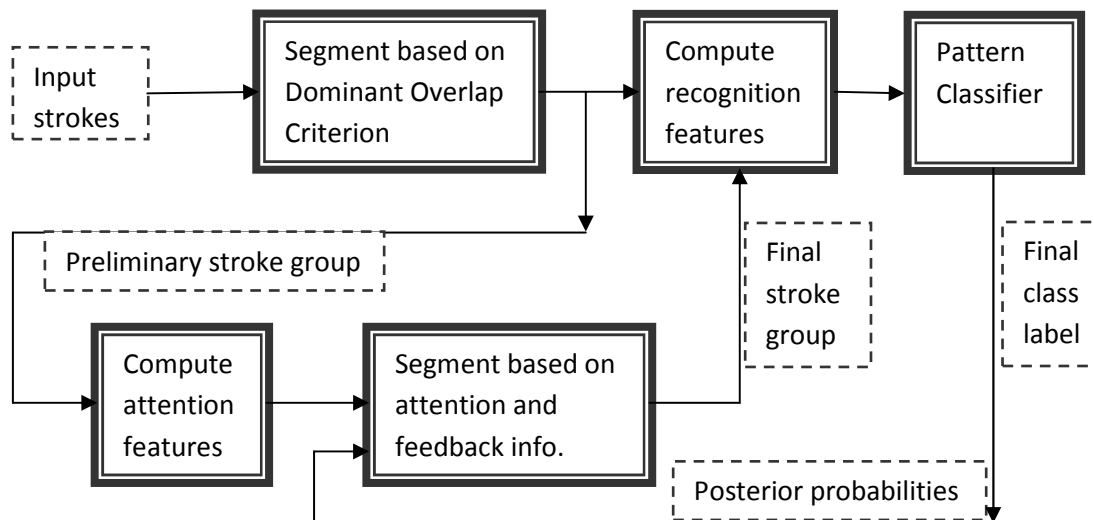 Input
strokes
Segment based on
Dominant Overlap
Criterion
Compute
recognition
features
Pattern
Classifier
Preliminary stroke group
Final
stroke
group
Final
class
label
Compute
attention
features
Segment based on
attention and
feedback info.
Posterior probabilities